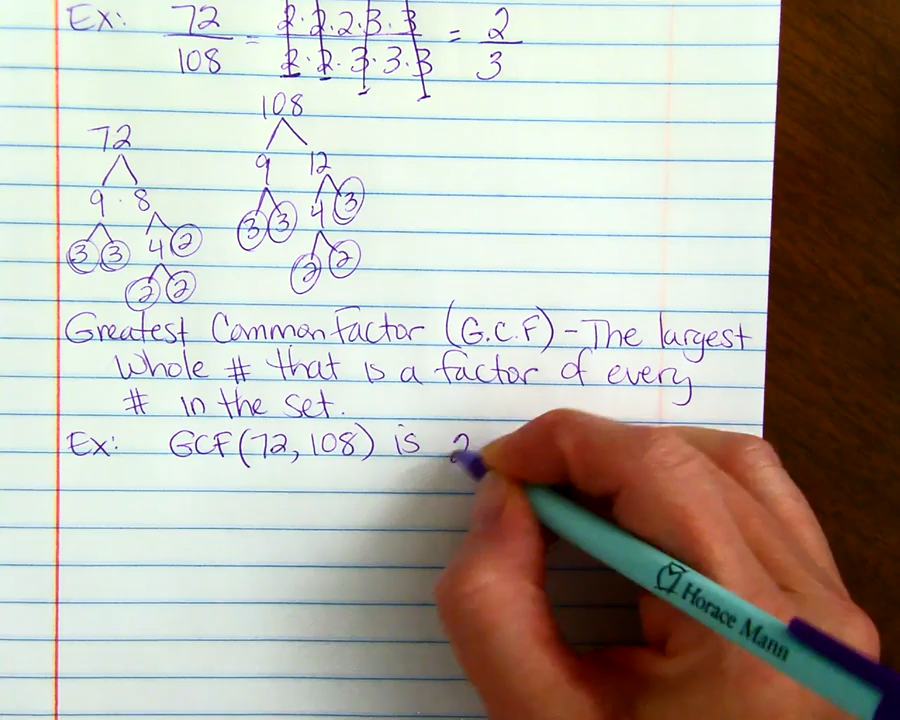 Ex: 72/108 = 2·2·2·3·3/2·2·3·3·3 = 2/3
108
72
9 12
9 · 8
3 3 4 3
3 3 4 2
2 2
2 2
Greatest Common Factor (G.C.F) - The largest
whole # that is a factor of every
# in the set.
Ex: GCF(72, 108) is 2
Horace Mann